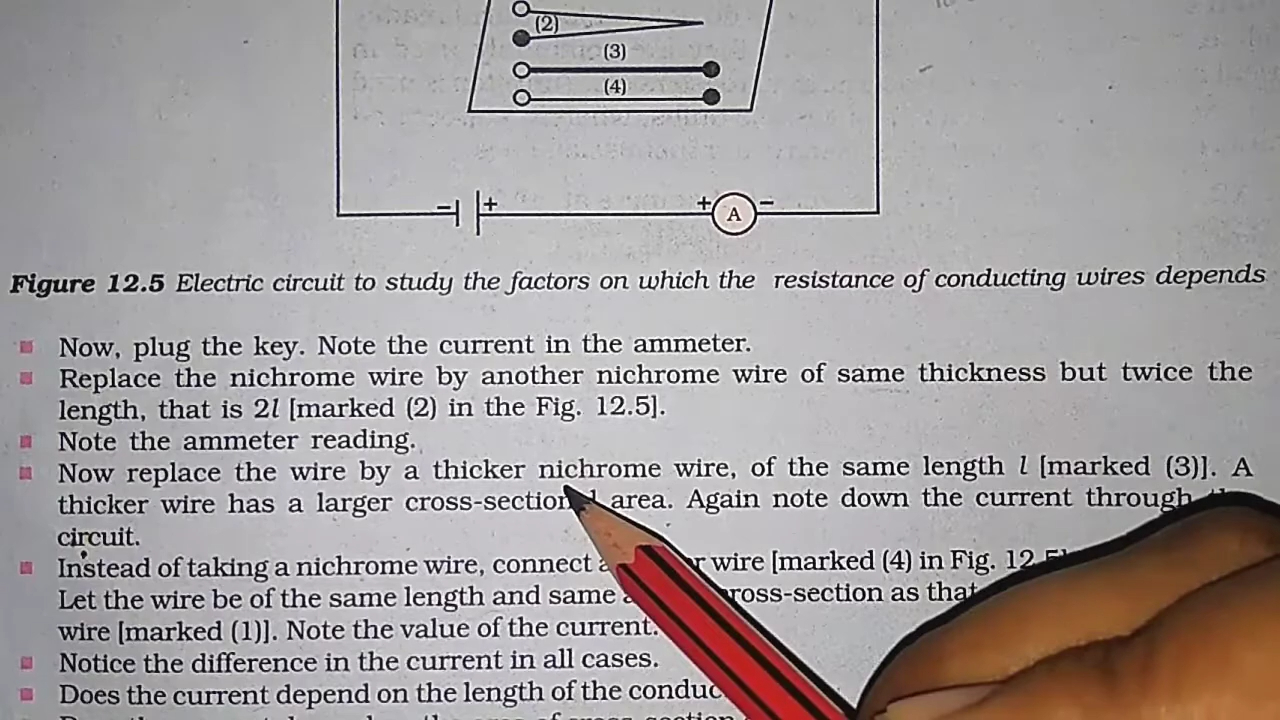 (2)
(3)
(4)
− + + A −
Figure 12.5 Electric circuit to study the factors on which the resistance of conducting wires depends
Now, plug the key. Note the current in the ammeter.
Replace the nichrome wire by another nichrome wire of same thickness but twice the
length, that is 2l [marked (2) in the Fig. 12.5].
Note the ammeter reading.
Now replace the wire by a thicker nichrome wire, of the same length l [marked (3)]. A
thicker wire has a larger cross-sectional area. Again note down the current through
circuit.
Instead of taking a nichrome wire, connect wire [marked (4) in Fig. 12.5]
Let the wire be of the same length and same cross-section as that
wire [marked (1)]. Note the value of the current.
Notice the difference in the current in all cases.
Does the current depend on the length of the